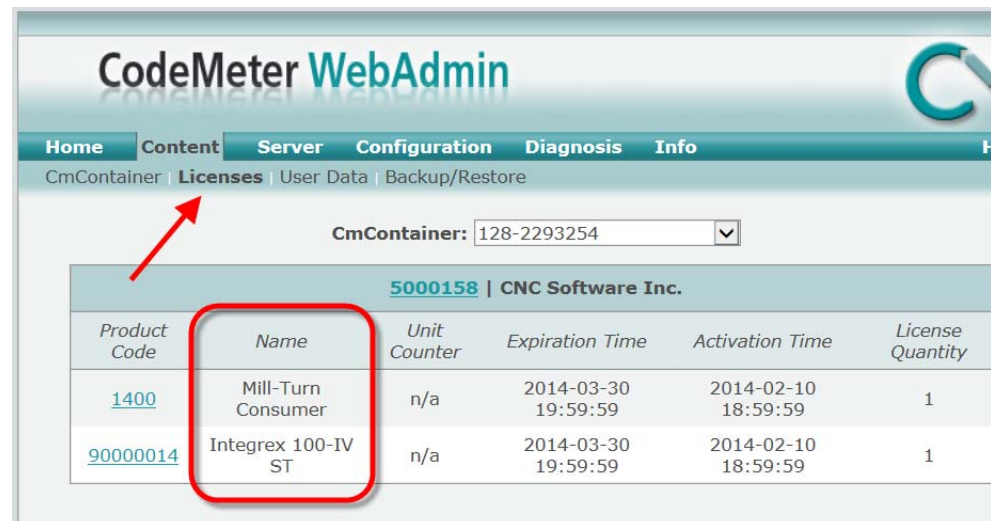 CodeMeter WebAdmin
Home Content Server Configuration Diagnosis Info
CmContainer | Licenses | User Data | Backup/Restore
CmContainer: 128-2293254
5000158 | CNC Software Inc.
Product Code Name Unit Counter Expiration Time Activation Time License Quantity
1400 Mill-Turn Consumer n/a 2014-03-30 19:59:59 2014-02-10 18:59:59 1
90000014 Integrex 100-IV ST n/a 2014-03-30 19:59:59 2014-02-10 18:59:59 1